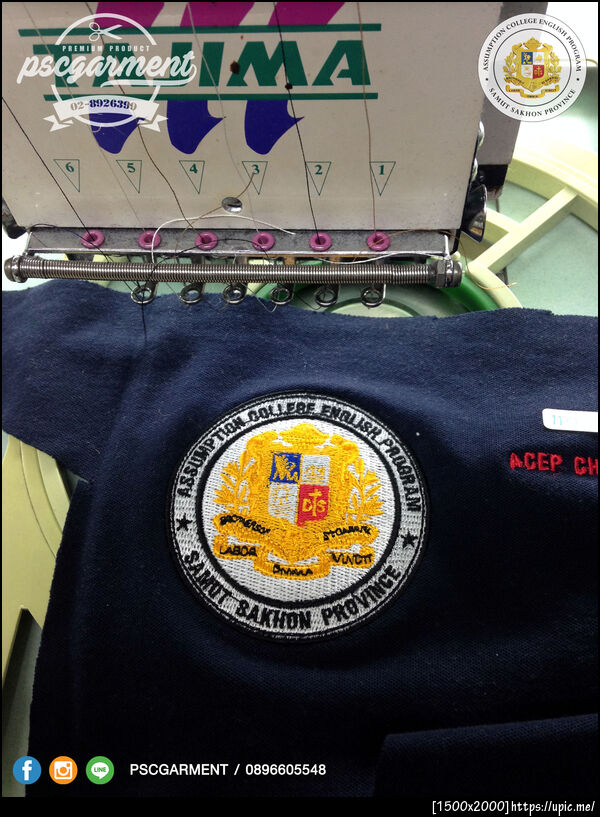 PREMIUM PRODUCT
pscgarment
02-8926399
JIMA
6 5 4 3 2 1
ASSUMPTION COLLEGE ENGLISH PROGRAM
SAMUT SAKHON PROVINCE
ASSUMPTION COLLEGE ENGLISH PROGRAM
D S
LABOR
OMNIA
VINCIT
SAMUT SAKHON PROVINCE
ACEP CH
PSCGARMENT / 0896605548
[1500x2000]https://upic.me/